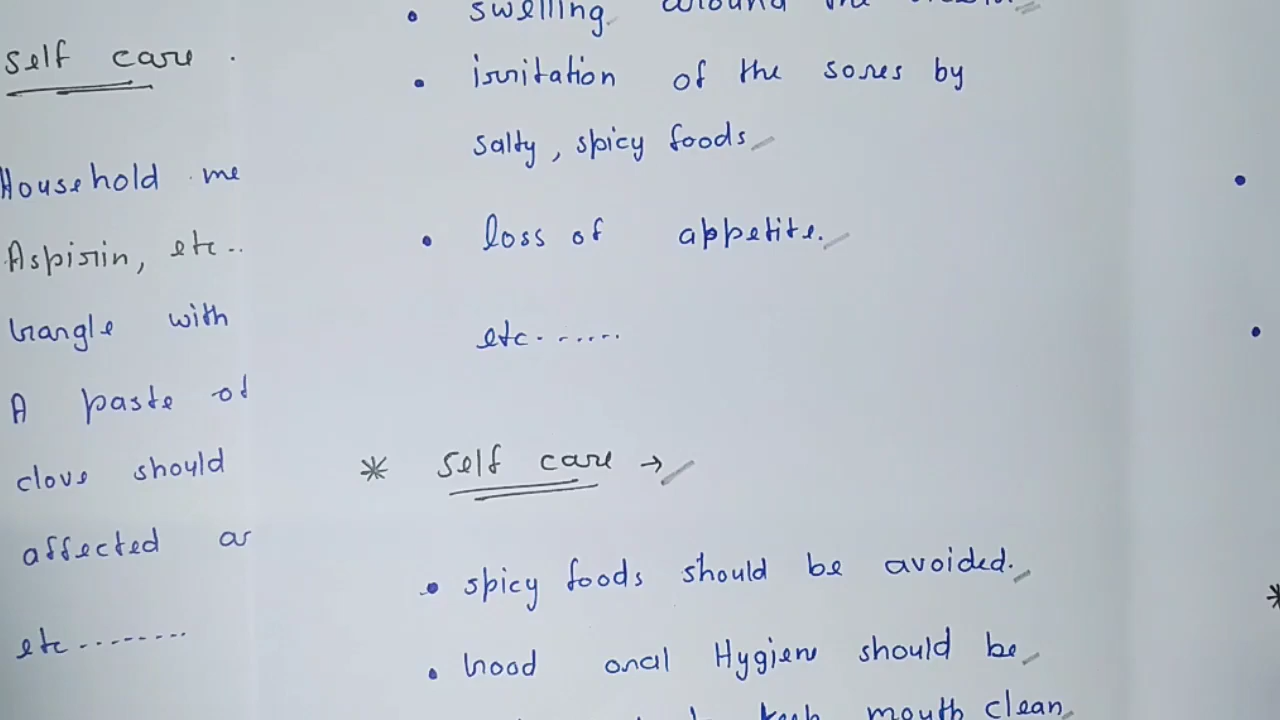 self care .
Household me
Aspirin, etc..
Gargle with
A paste of
clove should
affected ar
etc--------
• swelling around the
• irritation of the sores by
salty, spicy foods
• loss of appetite.
etc.......
* self care →
• spicy foods should be avoided.
• Good oral Hygiene should be
mouth clean
•
•
*